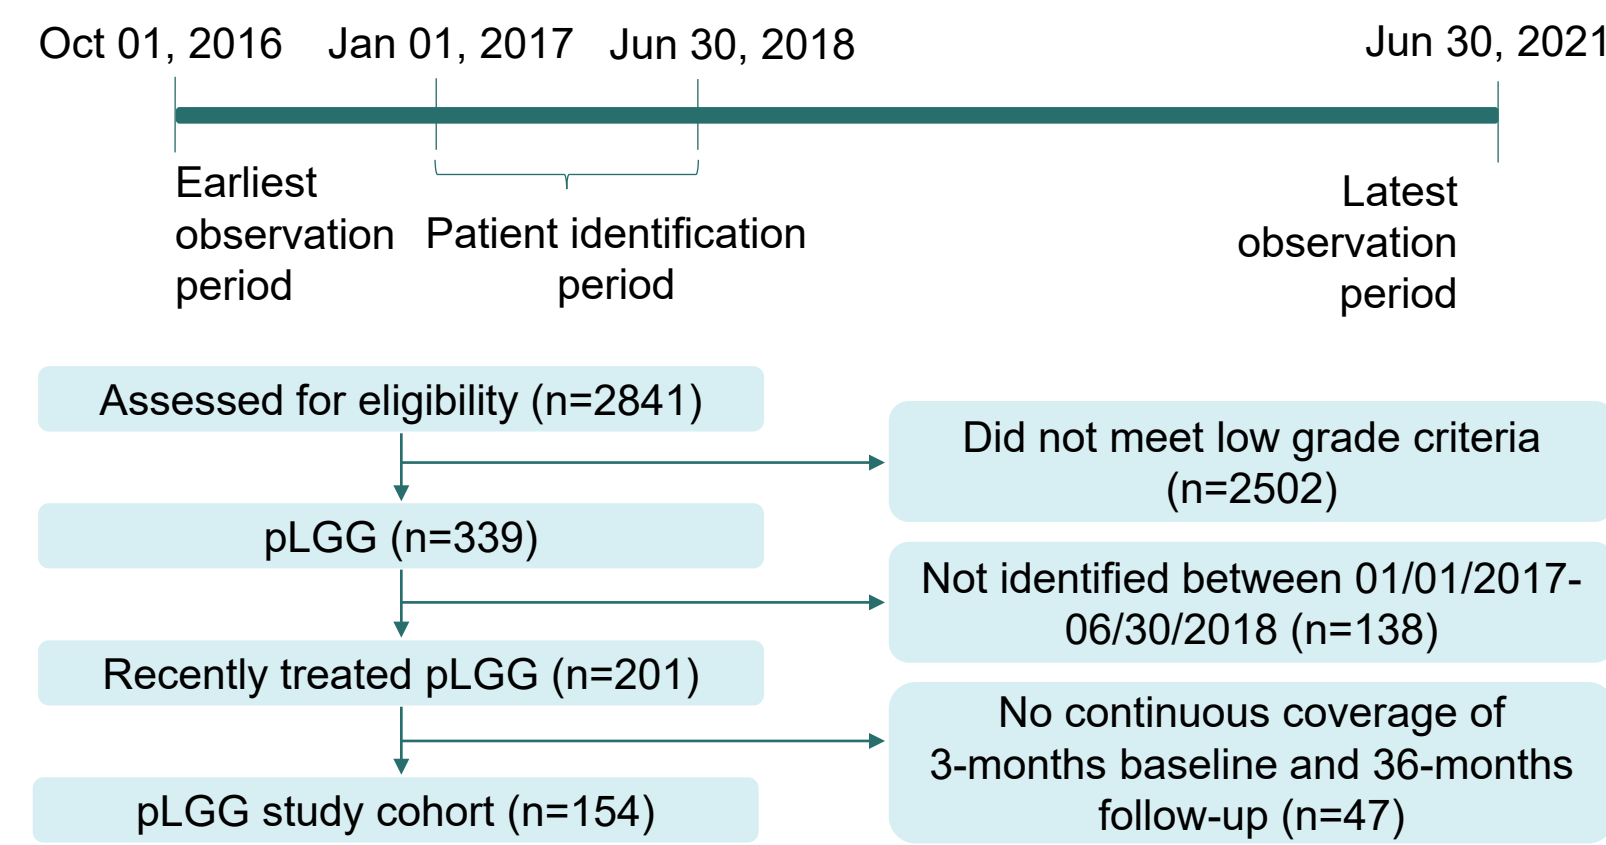 Oct 01, 2016 Jan 01, 2017 Jun 30, 2018 Jun 30, 2021
Earliest
observation
period
Patient identification
period
Latest
observation
period
Assessed for eligibility (n=2841)
Did not meet low grade criteria
(n=2502)
pLGG (n=339)
Not identified between 01/01/2017-
06/30/2018 (n=138)
Recently treated pLGG (n=201)
No continuous coverage of
3-months baseline and 36-months
follow-up (n=47)
pLGG study cohort (n=154)